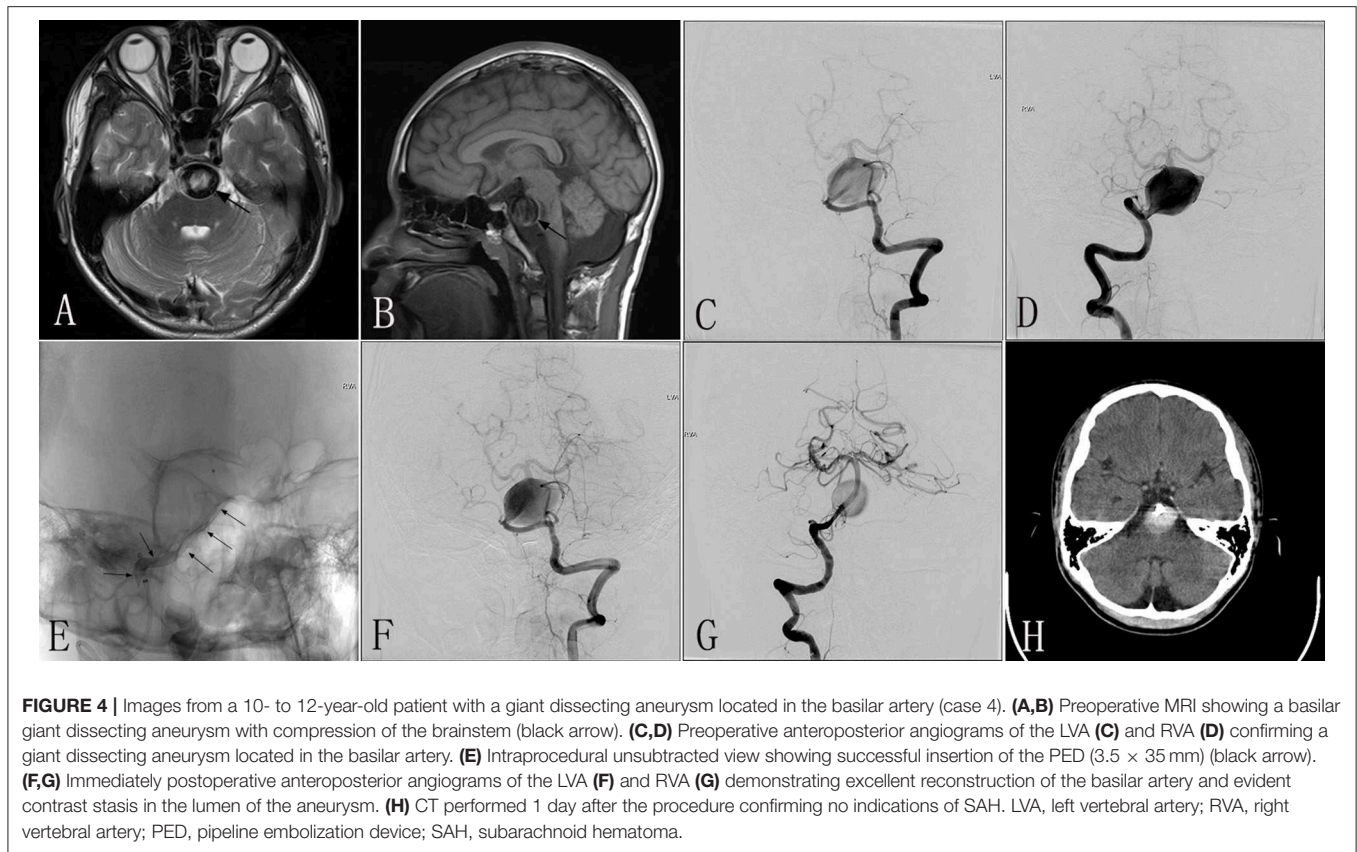 LVA
RVA
A
B
C
D
RVA
LVA
RVA
E
F
G
H
FIGURE 4 | Images from a 10- to 12-year-old patient with a giant dissecting aneurysm located in the basilar artery (case 4). (A,B) Preoperative MRI showing a basilar
giant dissecting aneurysm with compression of the brainstem (black arrow). (C,D) Preoperative anteroposterior angiograms of the LVA (C) and RVA (D) confirming a
giant dissecting aneurysm located in the basilar artery. (E) Intraprocedural unsubtracted view showing successful insertion of the PED (3.5 × 35 mm) (black arrow).
(F,G) Immediately postoperative anteroposterior angiograms of the LVA (F) and RVA (G) demonstrating excellent reconstruction of the basilar artery and evident
contrast stasis in the lumen of the aneurysm. (H) CT performed 1 day after the procedure confirming no indications of SAH. LVA, left vertebral artery; RVA, right
vertebral artery; PED, pipeline embolization device; SAH, subarachnoid hematoma.